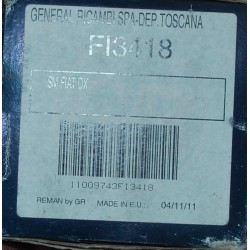 GENERAL RICAMBI SPA-DEP TOSCANA
FI3418
SM FIAT DX
11009743FI3418
REMAN by GR MADE IN E.U. 04/11/11